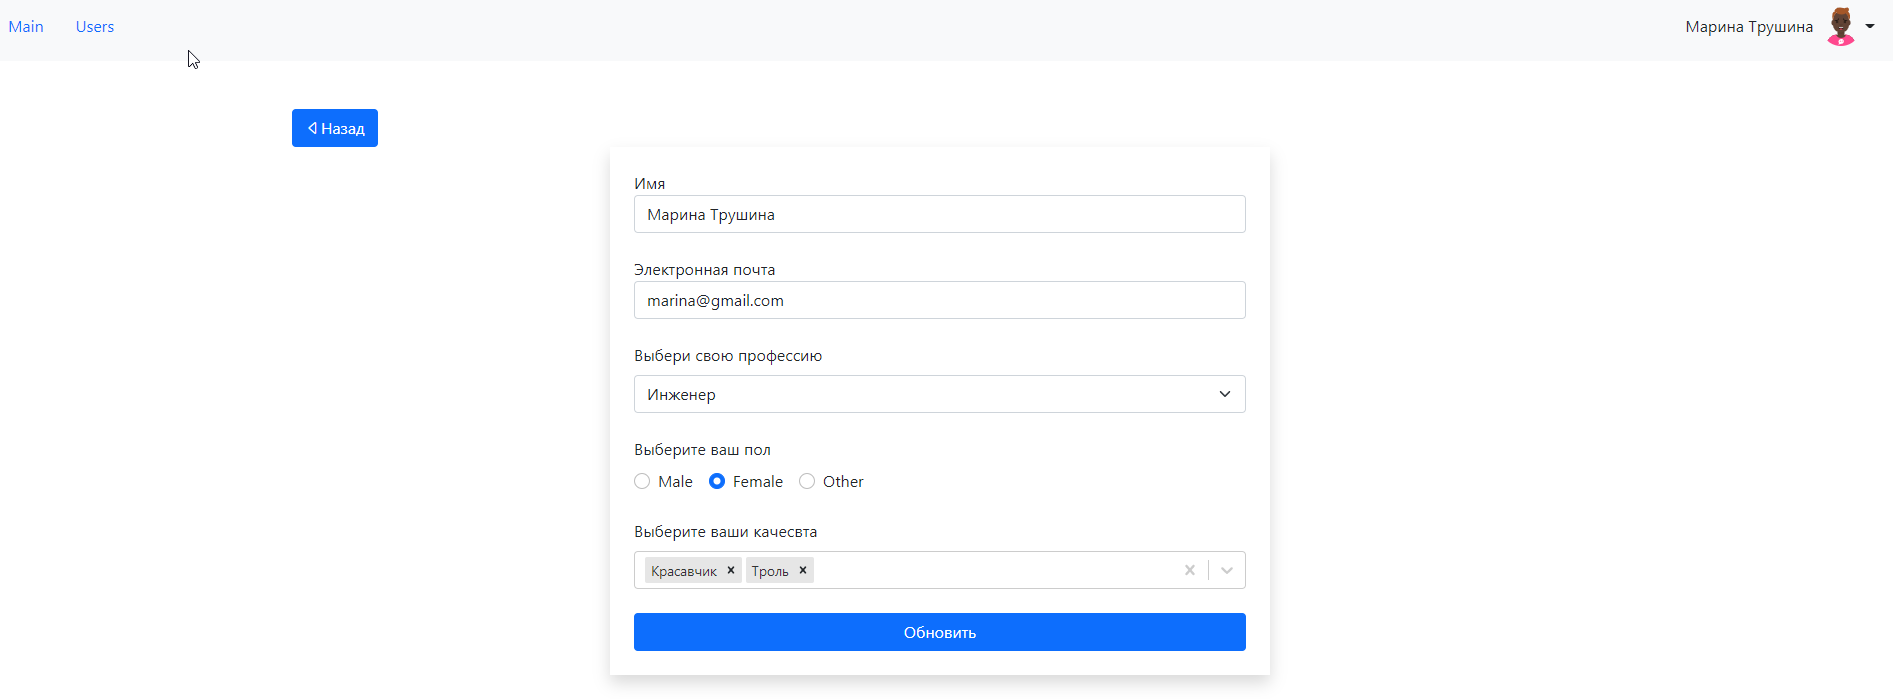 Main Users Марина Трушина
Назад
Имя
Марина Трушина
Электронная почта
marina@gmail.com
Выбери свою профессию
Инженер
Выберите ваш пол
Male Female Other
Выберите ваши качесвта
Красавчик Троль
Обновить